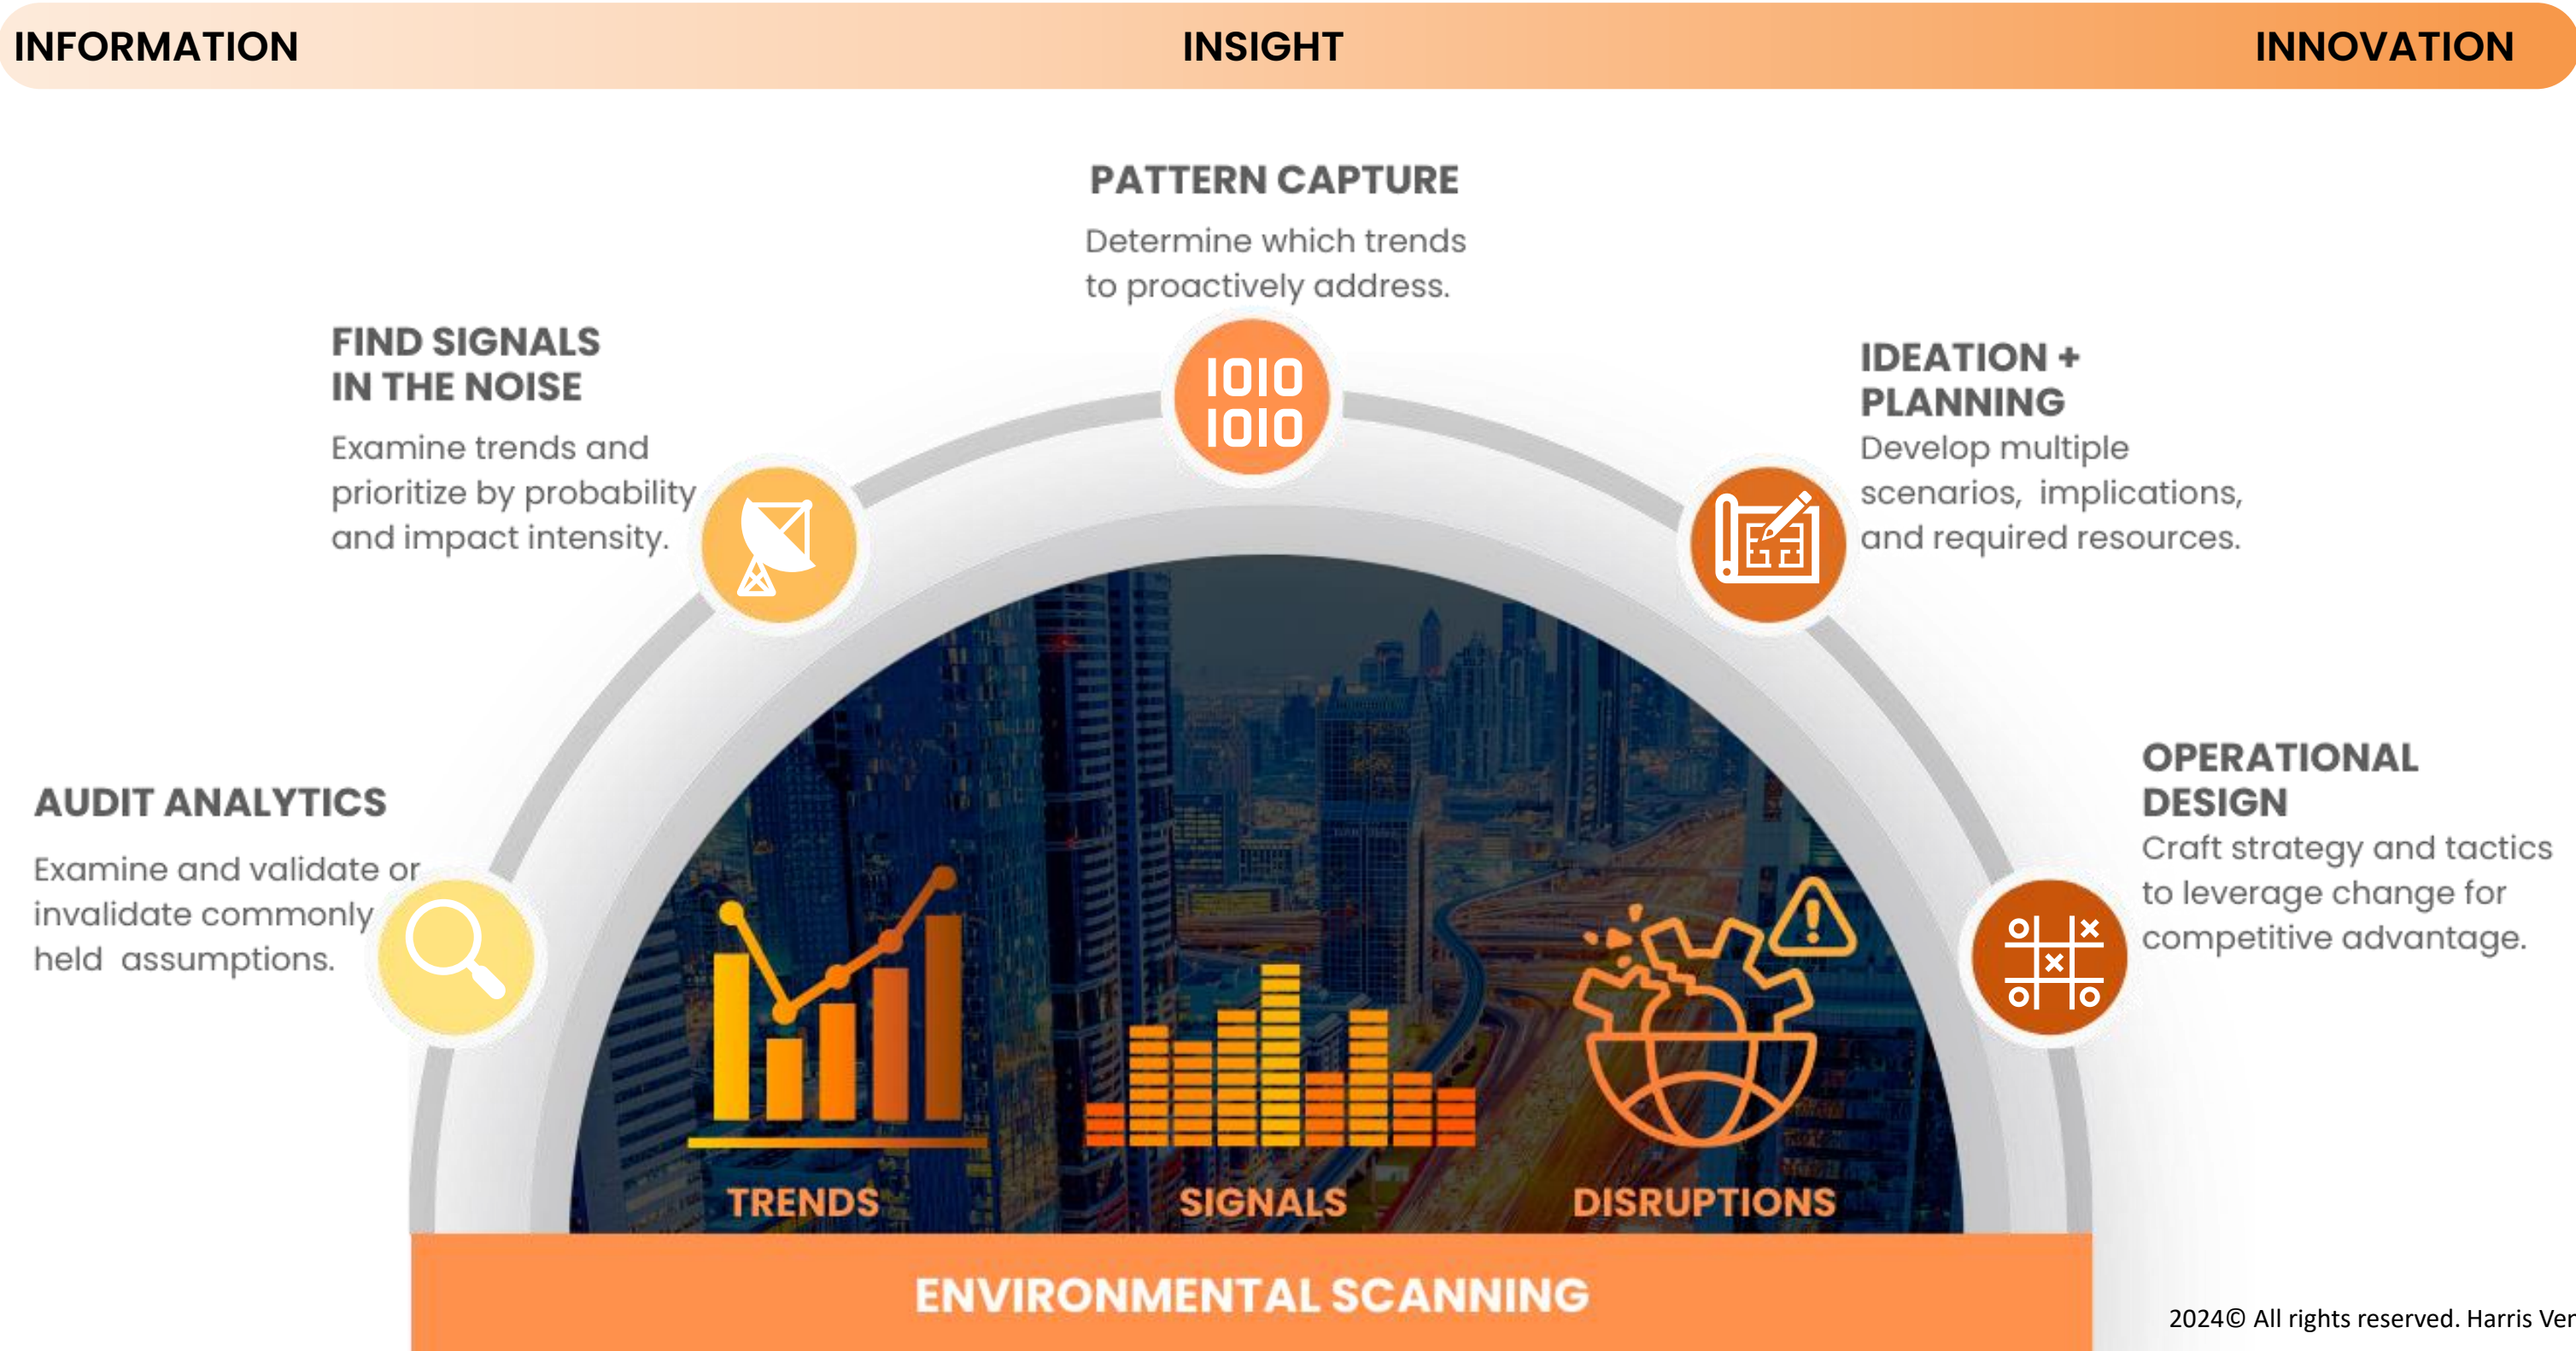 INFORMATION
INSIGHT
INNOVATION
PATTERN CAPTURE
Determine which trends
to proactively address.
FIND SIGNALS
IN THE NOISE
Examine trends and
prioritize by probability
and impact intensity.
1010
1010
IDEATION +
PLANNING
Develop multiple
scenarios, implications,
and required resources.
AUDIT ANALYTICS
Examine and validate or
invalidate commonly
held assumptions.
OPERATIONAL
DESIGN
Craft strategy and tactics
to leverage change for
competitive advantage.
TRENDS
SIGNALS
DISRUPTIONS
ENVIRONMENTAL SCANNING
2024© All rights reserved. Harris